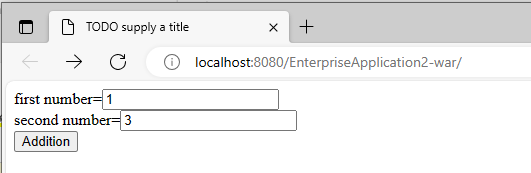 TODO supply a title
localhost:8080/EnterpriseApplication2-war/
first number=1
second number=3
Addition